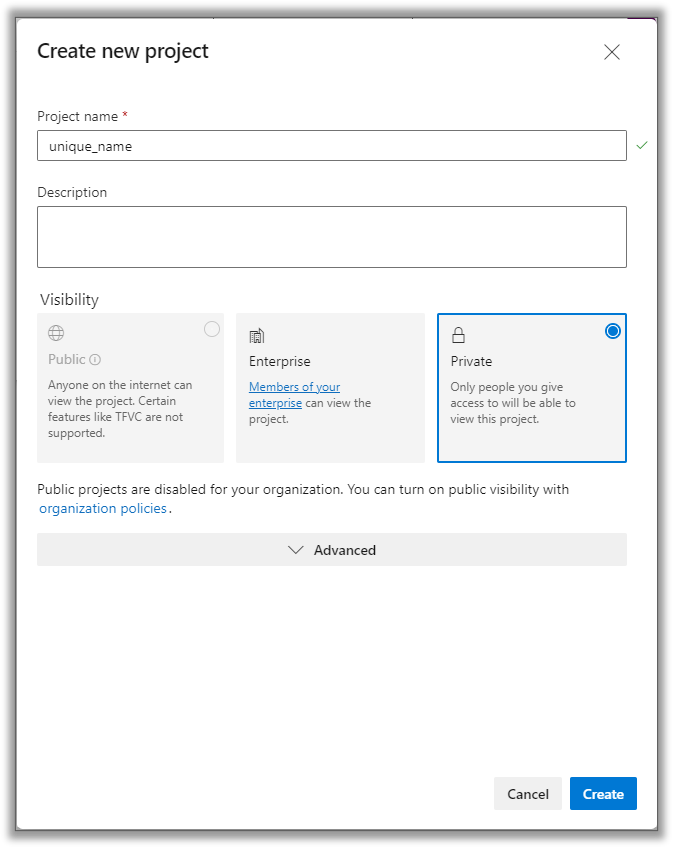 Create new project
Project name *
unique_name
Description
Visibility
Public
Anyone on the internet can
view the project. Certain
features like TFVC are not
supported.
Enterprise
Members of your
enterprise can view the
project.
Private
Only people you give
access to will be able to
view this project.
Public projects are disabled for your organization. You can turn on public visibility with
organization policies.
Advanced
Cancel
Create